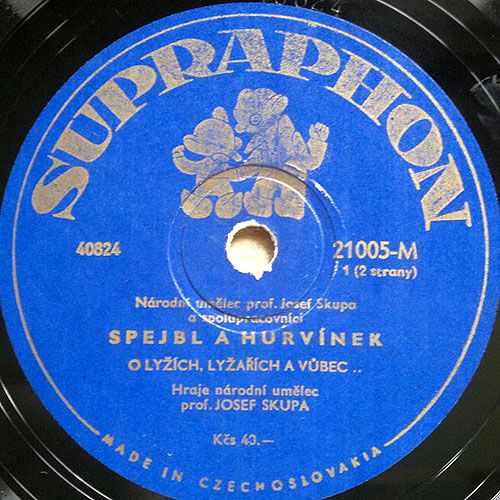 SUPRAPHON
40824
21005-M
1 (2 strany)
Národní umělec prof. Josef Skupa
a spolupracovníci
SPEJBL A HURVÍNEK
O LYŽÍCH, LYŽAŘÍCH A VŮBEC ..
Hraje národní umělec
prof. JOSEF SKUPA
Kčs 40.—
MADE IN CZECHOSLOVAKIA